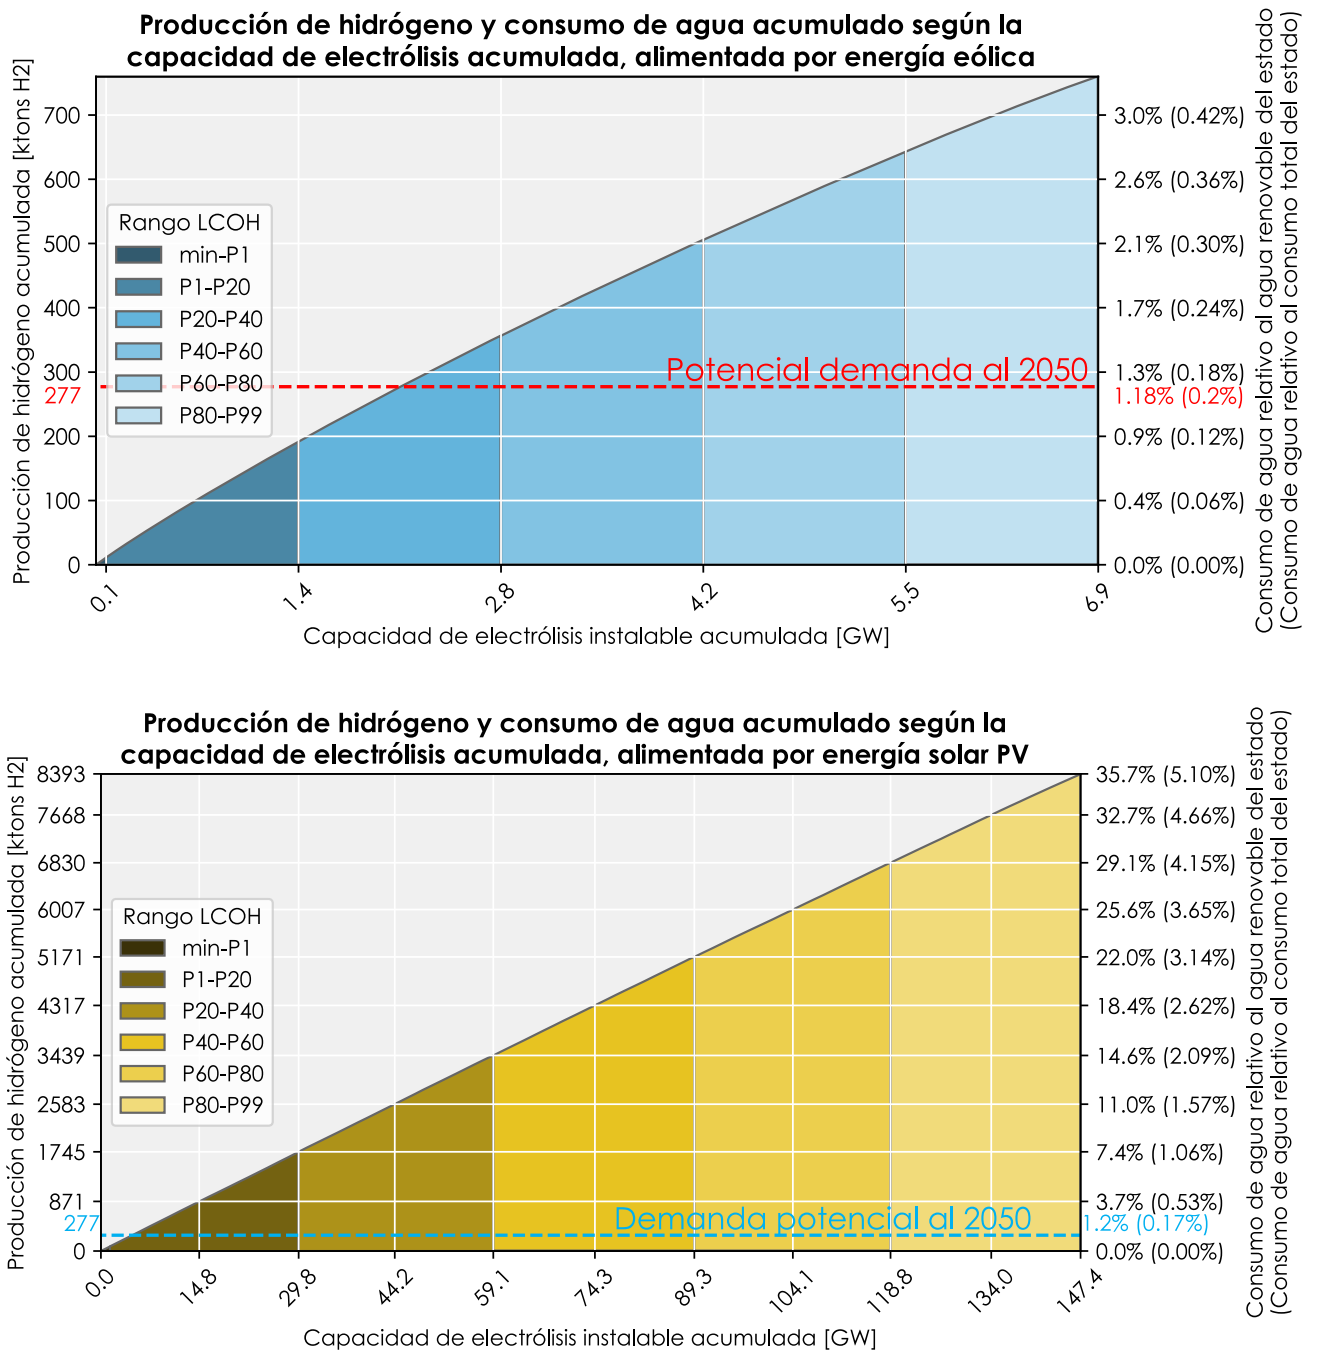 Producción de hidrógeno y consumo de agua acumulado según la
capacidad de electrólisis acumulada, alimentada por energía eólica
Producción de hidrógeno acumulada [ktons H2]
700
600
500
400
300
277
200
100
0
Rango LCOH
min-P1
P1-P20
P20-P40
P40-P60
P60-P80
P80-P99
Potencial demanda al 2050
3.0% (0.42%)
2.6% (0.36%)
2.1% (0.30%)
1.7% (0.24%)
1.3% (0.18%)
1.18% (0.2%)
0.9% (0.12%)
0.4% (0.06%)
0.0% (0.00%)
Consumo de agua relativo al agua renovable del estado
(Consumo de agua relativo al consumo total del estado)
0.1
1.4
2.8
4.2
5.5
6.9
Capacidad de electrólisis instalable acumulada [GW]
Producción de hidrógeno y consumo de agua acumulado según la
capacidad de electrólisis acumulada, alimentada por energía solar PV
Producción de hidrógeno acumulada [ktons H2]
8393
7668
6830
6007
5171
4317
3439
2583
1745
871
277
0
Rango LCOH
min-P1
P1-P20
P20-P40
P40-P60
P60-P80
P80-P99
Demanda potencial al 2050
35.7% (5.10%)
32.7% (4.66%)
29.1% (4.15%)
25.6% (3.65%)
22.0% (3.14%)
18.4% (2.62%)
14.6% (2.09%)
11.0% (1.57%)
7.4% (1.06%)
3.7% (0.53%)
1.2% (0.17%)
0.0% (0.00%)
Consumo de agua relativo al agua renovable del estado
(Consumo de agua relativo al consumo total del estado)
0.0
14.8
29.8
44.2
59.1
74.3
89.3
104.1
118.8
134.0
147.4
Capacidad de electrólisis instalable acumulada [GW]